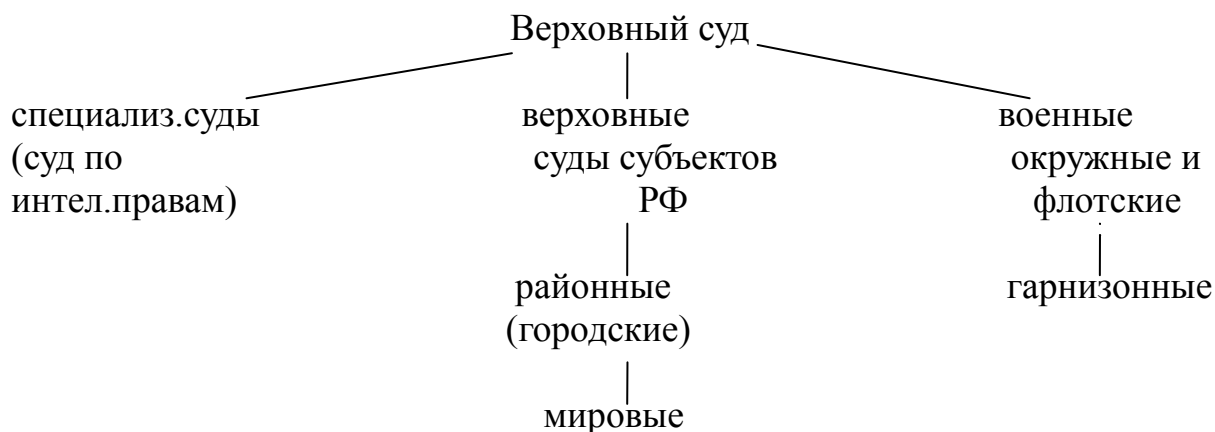 Верховный суд
специализ.суды
(суд по
интел.правам)
верховные
суды субъектов
РФ
военные
окружные и
флотские
районные
(городские)
гарнизонные
мировые